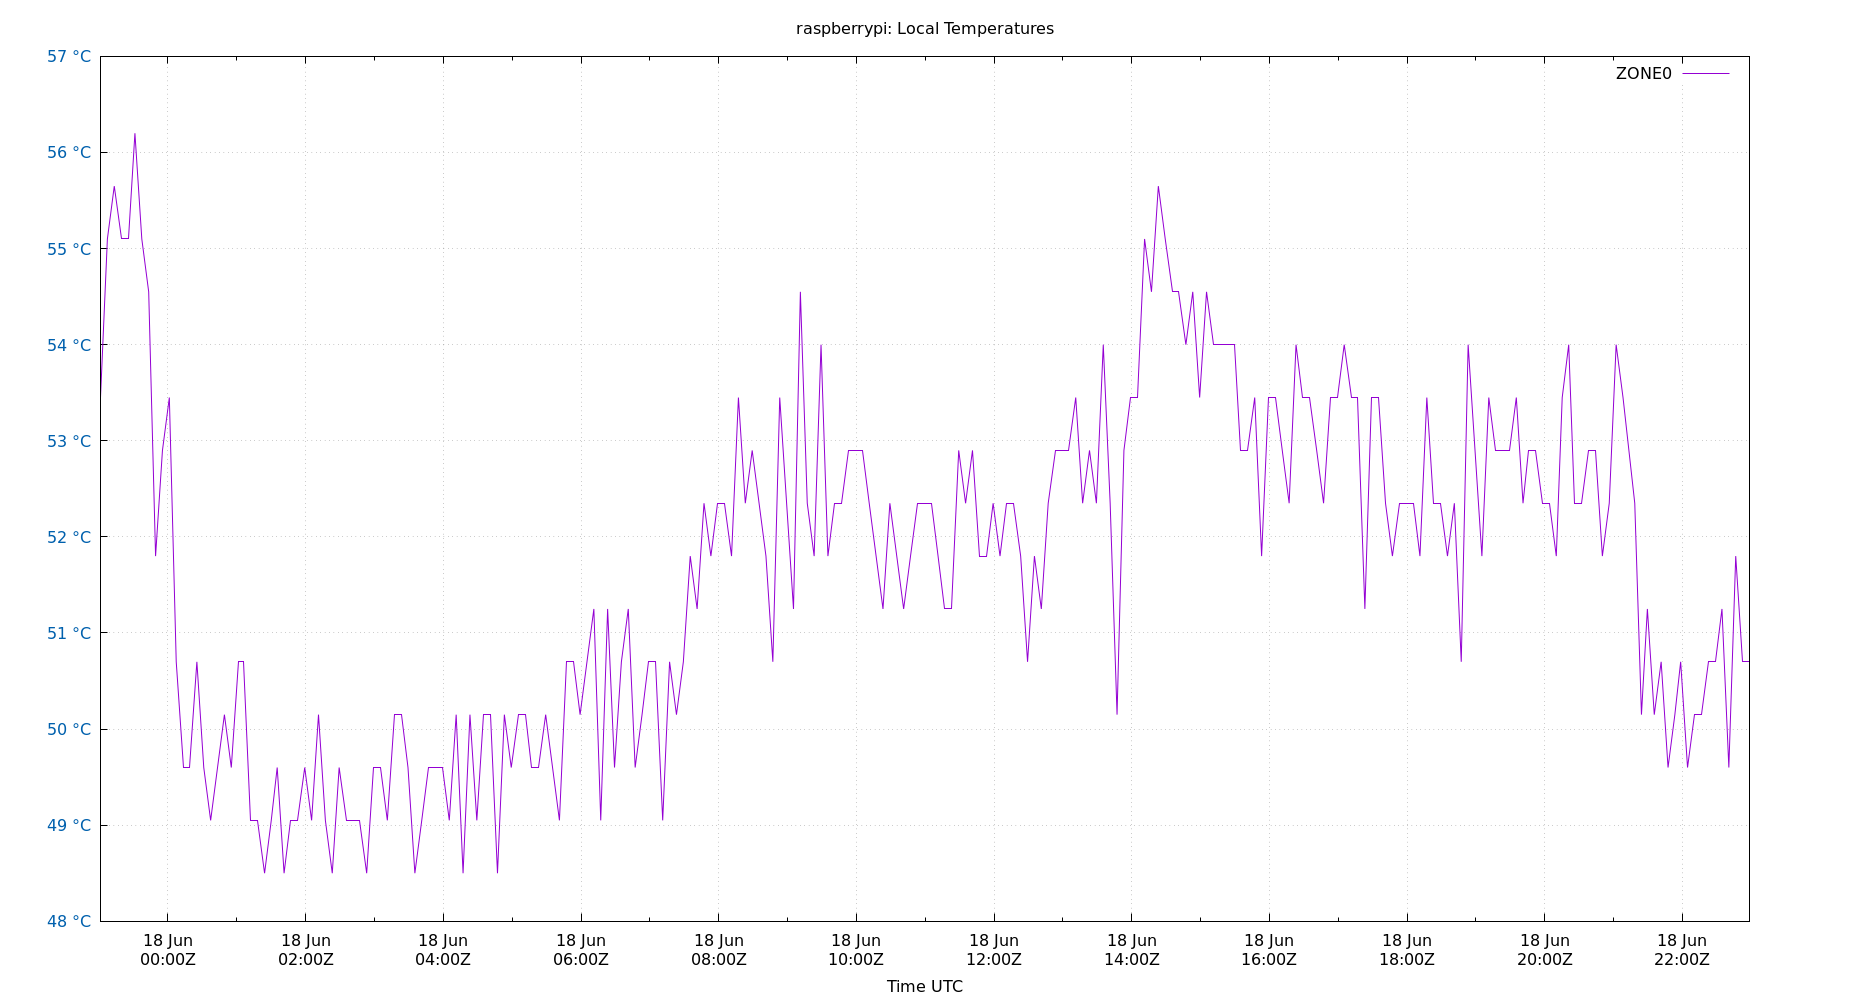 raspberrypi: Local Temperatures
57 °C
ZONE0
56 °C
55 °C
54 °C
53 °C
52 °C
51 °C
50 °C
49 °C
48 °C
18 Jun 18 Jun 18 Jun 18 Jun 18 Jun 18 Jun 18 Jun 18 Jun 18 Jun 18 Jun 18 Jun 18 Jun
00:00Z 02:00Z 04:00Z 06:00Z 08:00Z 10:00Z 12:00Z 14:00Z 16:00Z 18:00Z 20:00Z 22:00Z
Time UTC